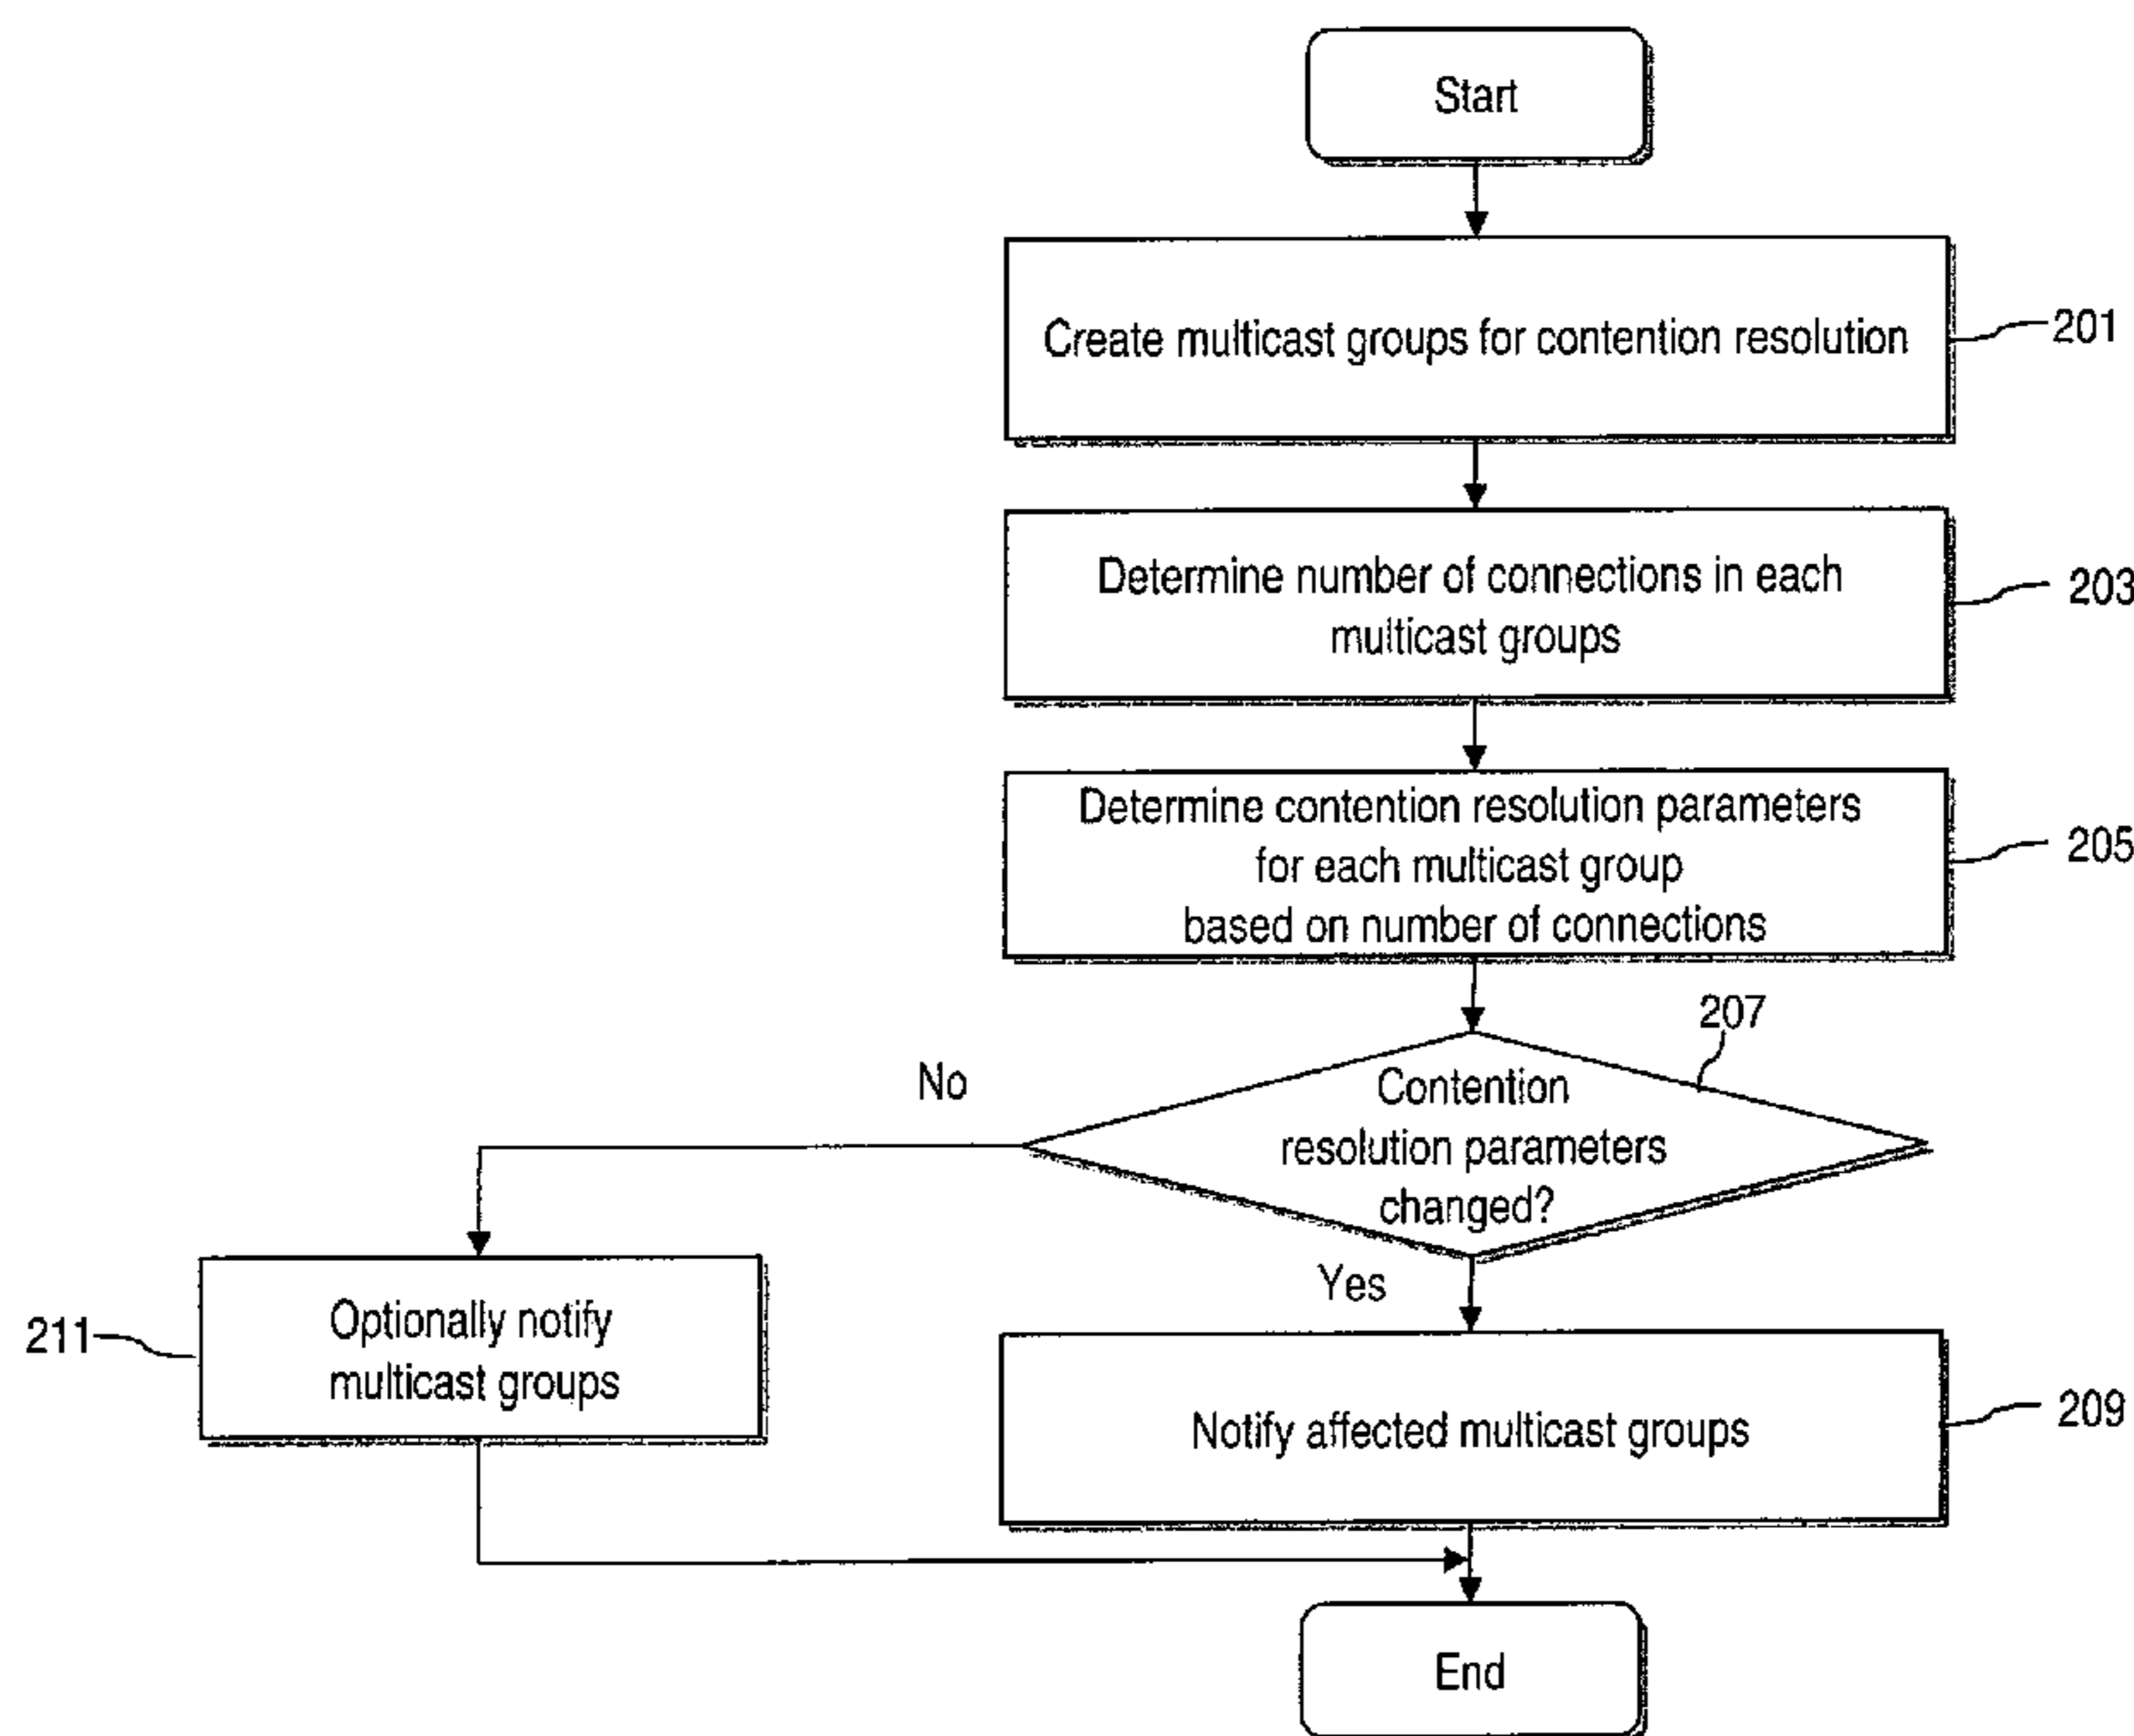 Start
Create multicast groups for contention resolution
201
Determine number of connections in each
multicast groups
203
Determine contention resolution parameters
for each multicast group
based on number of connections
205
207
Contention
resolution parameters
changed?
No
Yes
Optionally notify
multicast groups
211
Notify affected multicast groups
209
End